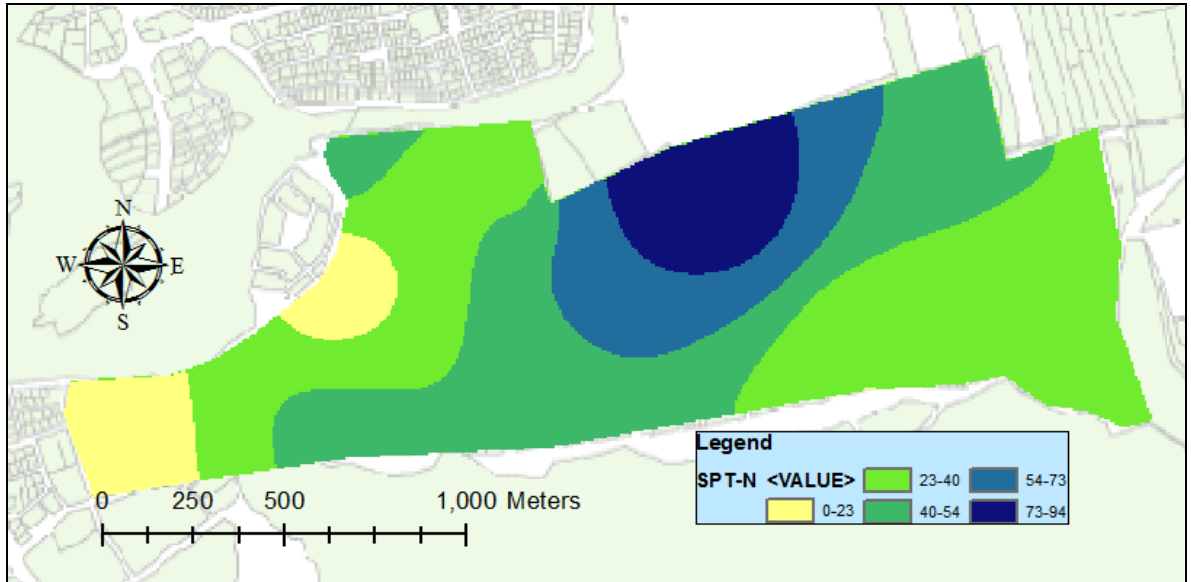 N
W E
S
0 250 500 1,000 Meters
Legend
SPT-N <VALUE> 23-40 54-73
0-23 40-54 73-94